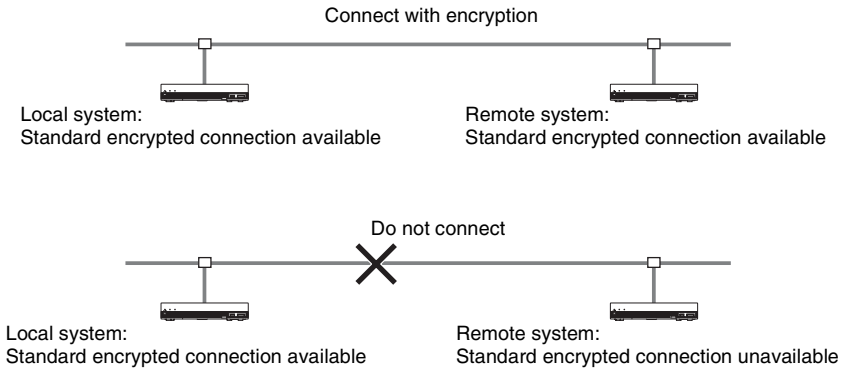 Connect with encryption
Local system:
Standard encrypted connection available
Remote system:
Standard encrypted connection available
Do not connect
Local system:
Standard encrypted connection available
Remote system:
Standard encrypted connection unavailable